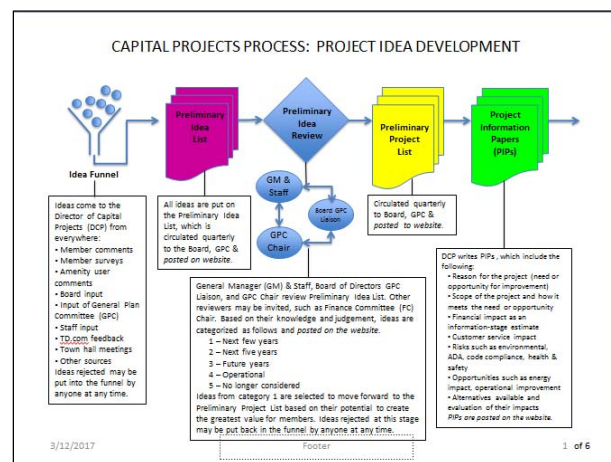 CAPITAL PROJECTS PROCESS: PROJECT IDEA DEVELOPMENT
Idea Funnel
Preliminary
Idea
List
Preliminary
Idea
Review
Preliminary
Project
List
Project
Information
Papers
(PIPs)
GM &
Staff
Board GPC
Liaison
GPC
Chair
Ideas come to the
Director of Capital
Projects (DCP) from
everywhere:
• Member comments
• Member surveys
• Amenity user
comments
• Board input
• Input of General Plan
Committee (GPC)
• Staff input
• TD.com feedback
• Town hall meetings
• Other sources
Ideas rejected may be
put into the funnel by
anyone at any time.
All ideas are put on
the Preliminary Idea
List, which is
circulated quarterly
to the Board, GPC &
posted on website.
General Manager (GM) & Staff, Board of Directors GPC
Liaison, and GPC Chair review Preliminary Idea List. Other
reviewers may be invited, such as Finance Committee (FC)
Chair. Based on their knowledge and judgement, ideas are
categorized as follows and posted on the website.
1 – Next few years
2 – Next five years
3 – Future years
4 – Operational
5 – No longer considered
Ideas from category 1 are selected to move forward to the
Preliminary Project List based on their potential to create
the greatest value for members. Ideas rejected at this stage
may be put back in the funnel by anyone at any time.
Circulated quarterly
to Board, GPC &
posted to website.
DCP writes PIPs , which include the
following:
• Reason for the project (need or
opportunity for improvement)
• Scope of the project and how it
meets the need or opportunity
• Financial impact as an
information-stage estimate
• Customer service impact
• Risks such as environmental,
ADA, code compliance, health &
safety
• Opportunities such as energy
impact, operational improvement
• Alternatives available and
evaluation of their impacts
PIPs are posted on the website.
3/12/2017
Footer
1 of 6